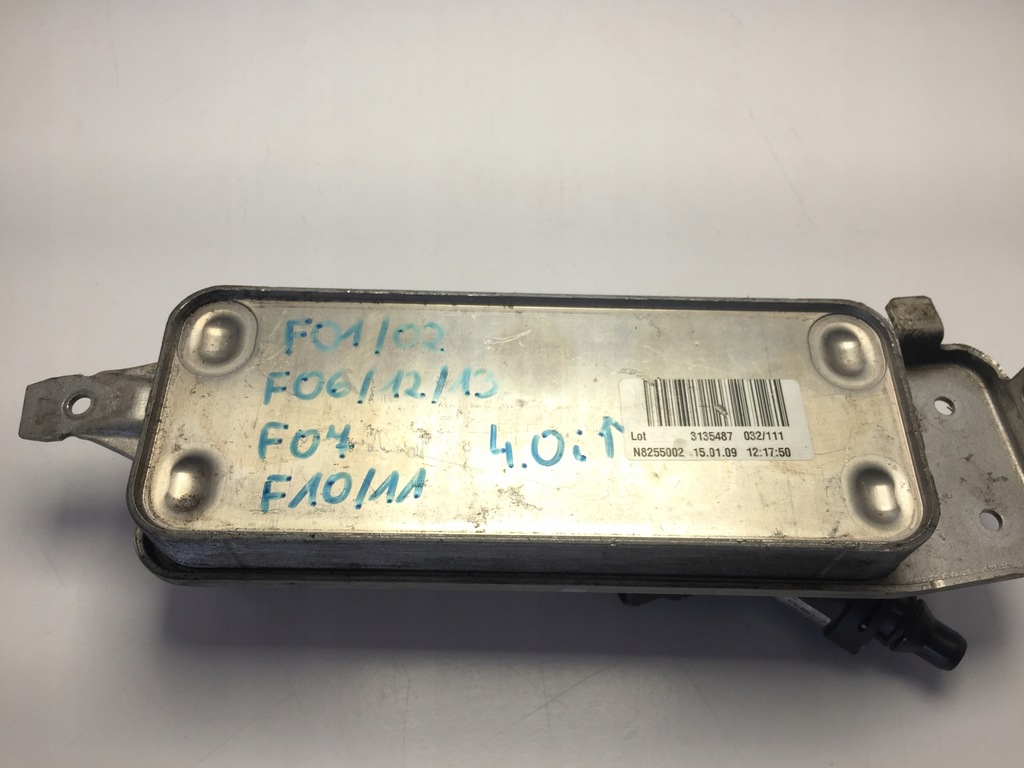 F01/02
F06/12/13
F07 4.0i↑
F10/11
Lot 3135487 032/111
N8255002 15.01.09 12:17:50